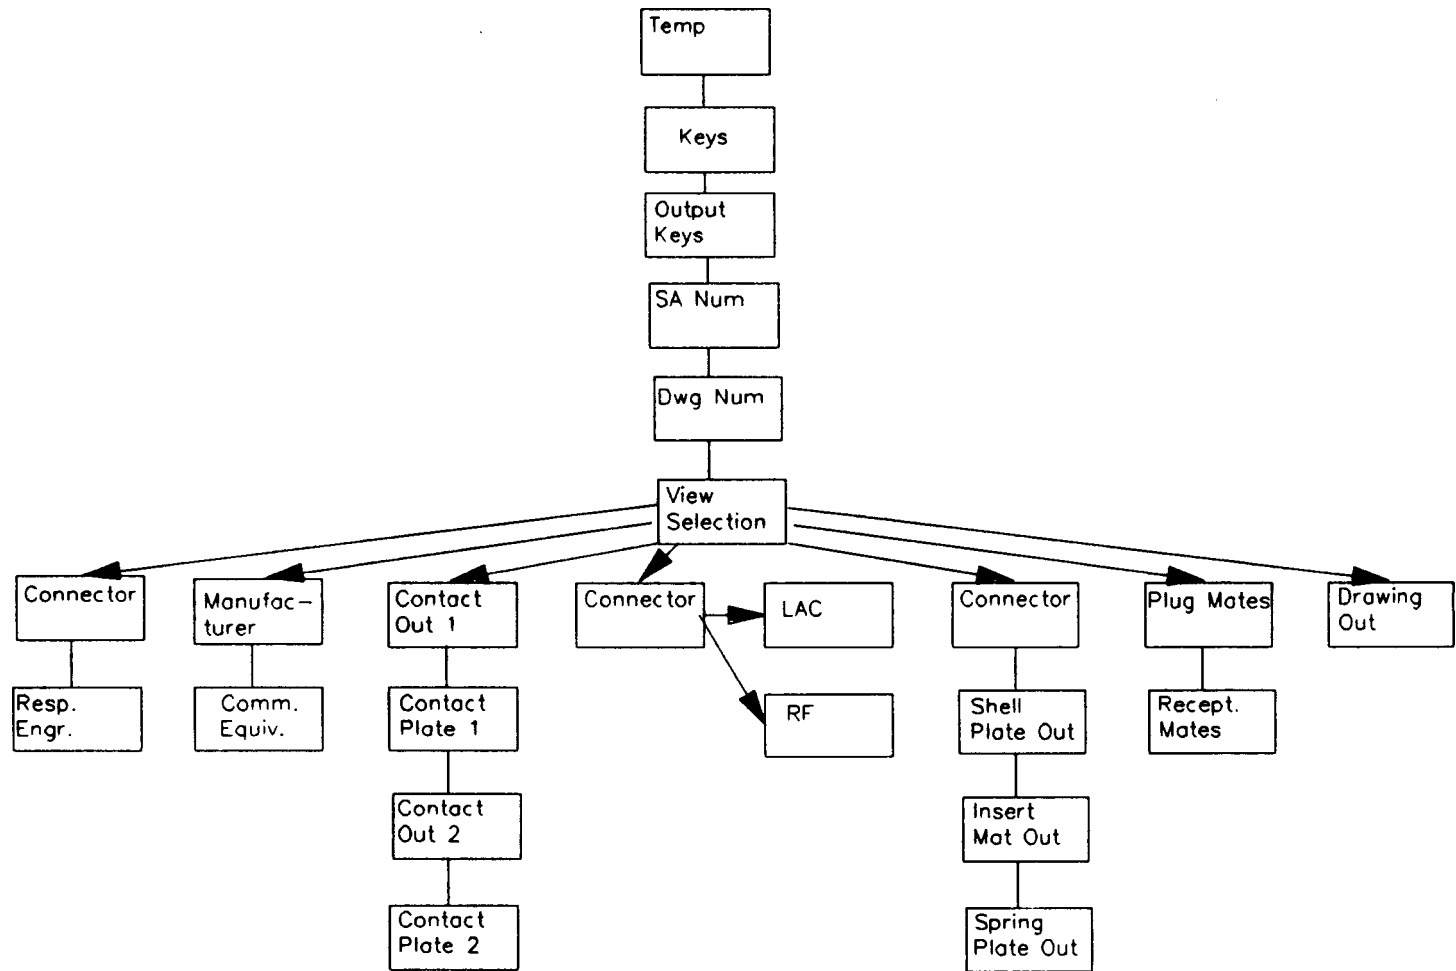 Temp
Keys
Output
Keys
SA Num
Dwg Num
View
Selection
Connector
Manufac-
turer
Contact
Out 1
Connector
LAC
Connector
Plug Mates
Drawing
Out
Resp.
Engr.
Comm.
Equiv.
Contact
Plate 1
RF
Shell
Plate Out
Recept.
Mates
Contact
Out 2
Insert
Mat Out
Contact
Plate 2
Spring
Plate Out